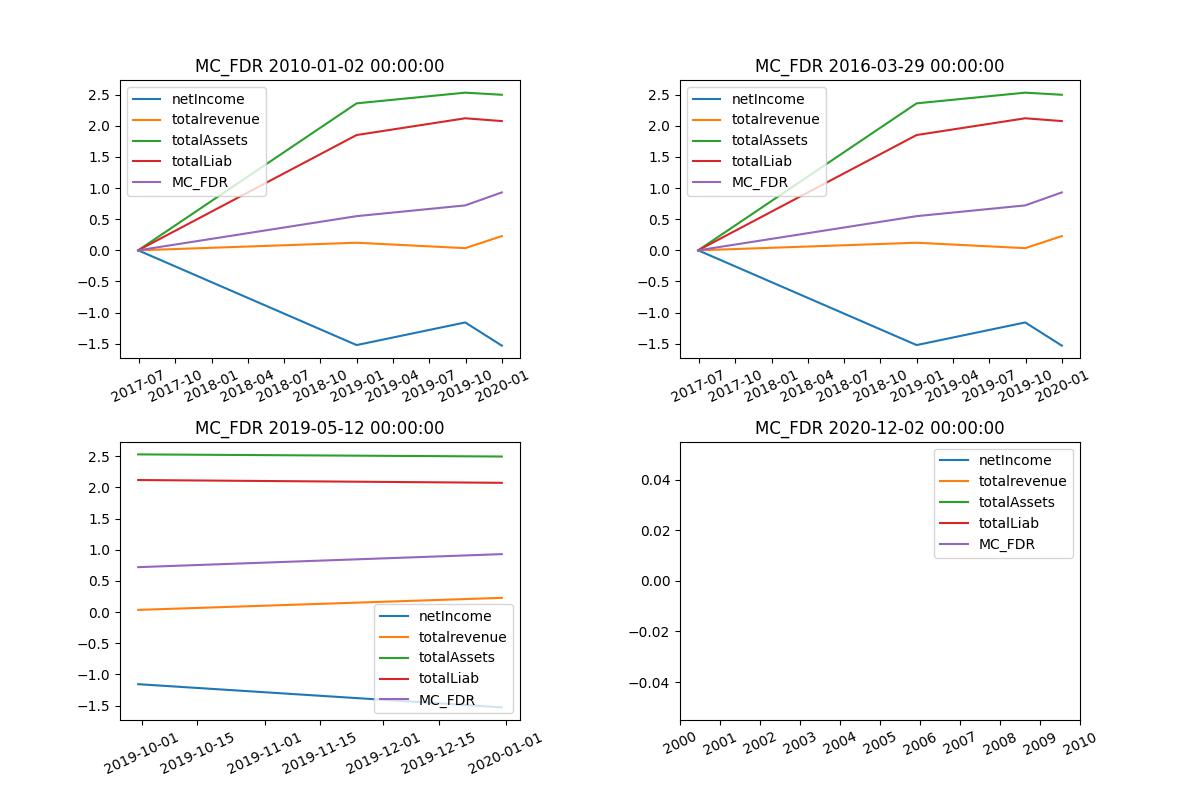 MC_FDR 2010-01-02 00:00:00
2.5
2.0
1.5
1.0
0.5
0.0
−0.5
−1.0
−1.5
netIncome
totalrevenue
totalAssets
totalLiab
MC_FDR
2017-07 2017-10 2018-01 2018-04 2018-07 2018-10 2019-01 2019-04 2019-07 2019-10 2020-01
MC_FDR 2016-03-29 00:00:00
2.5
2.0
1.5
1.0
0.5
0.0
−0.5
−1.0
−1.5
netIncome
totalrevenue
totalAssets
totalLiab
MC_FDR
2017-07 2017-10 2018-01 2018-04 2018-07 2018-10 2019-01 2019-04 2019-07 2019-10 2020-01
MC_FDR 2019-05-12 00:00:00
2.5
2.0
1.5
1.0
0.5
0.0
−0.5
−1.0
−1.5
netIncome
totalrevenue
totalAssets
totalLiab
MC_FDR
2019-10-01 2019-10-15 2019-11-01 2019-11-15 2019-12-01 2019-12-15 2020-01-01
MC_FDR 2020-12-02 00:00:00
0.04
0.02
0.00
−0.02
−0.04
netIncome
totalrevenue
totalAssets
totalLiab
MC_FDR
2000 2001 2002 2003 2004 2005 2006 2007 2008 2009 2010